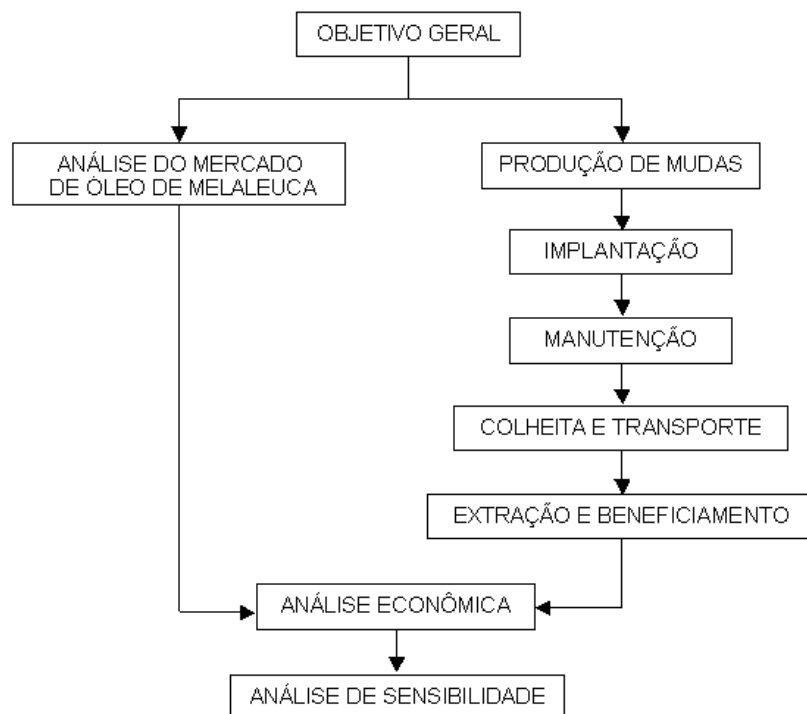 OBJETIVO GERAL
ANÁLISE DO MERCADO
DE ÓLEO DE MELALEUCA
PRODUÇÃO DE MUDAS
IMPLANTAÇÃO
MANUTENÇÃO
COLHEITA E TRANSPORTE
EXTRAÇÃO E BENEFICIAMENTO
ANÁLISE ECONÔMICA
ANÁLISE DE SENSIBILIDADE